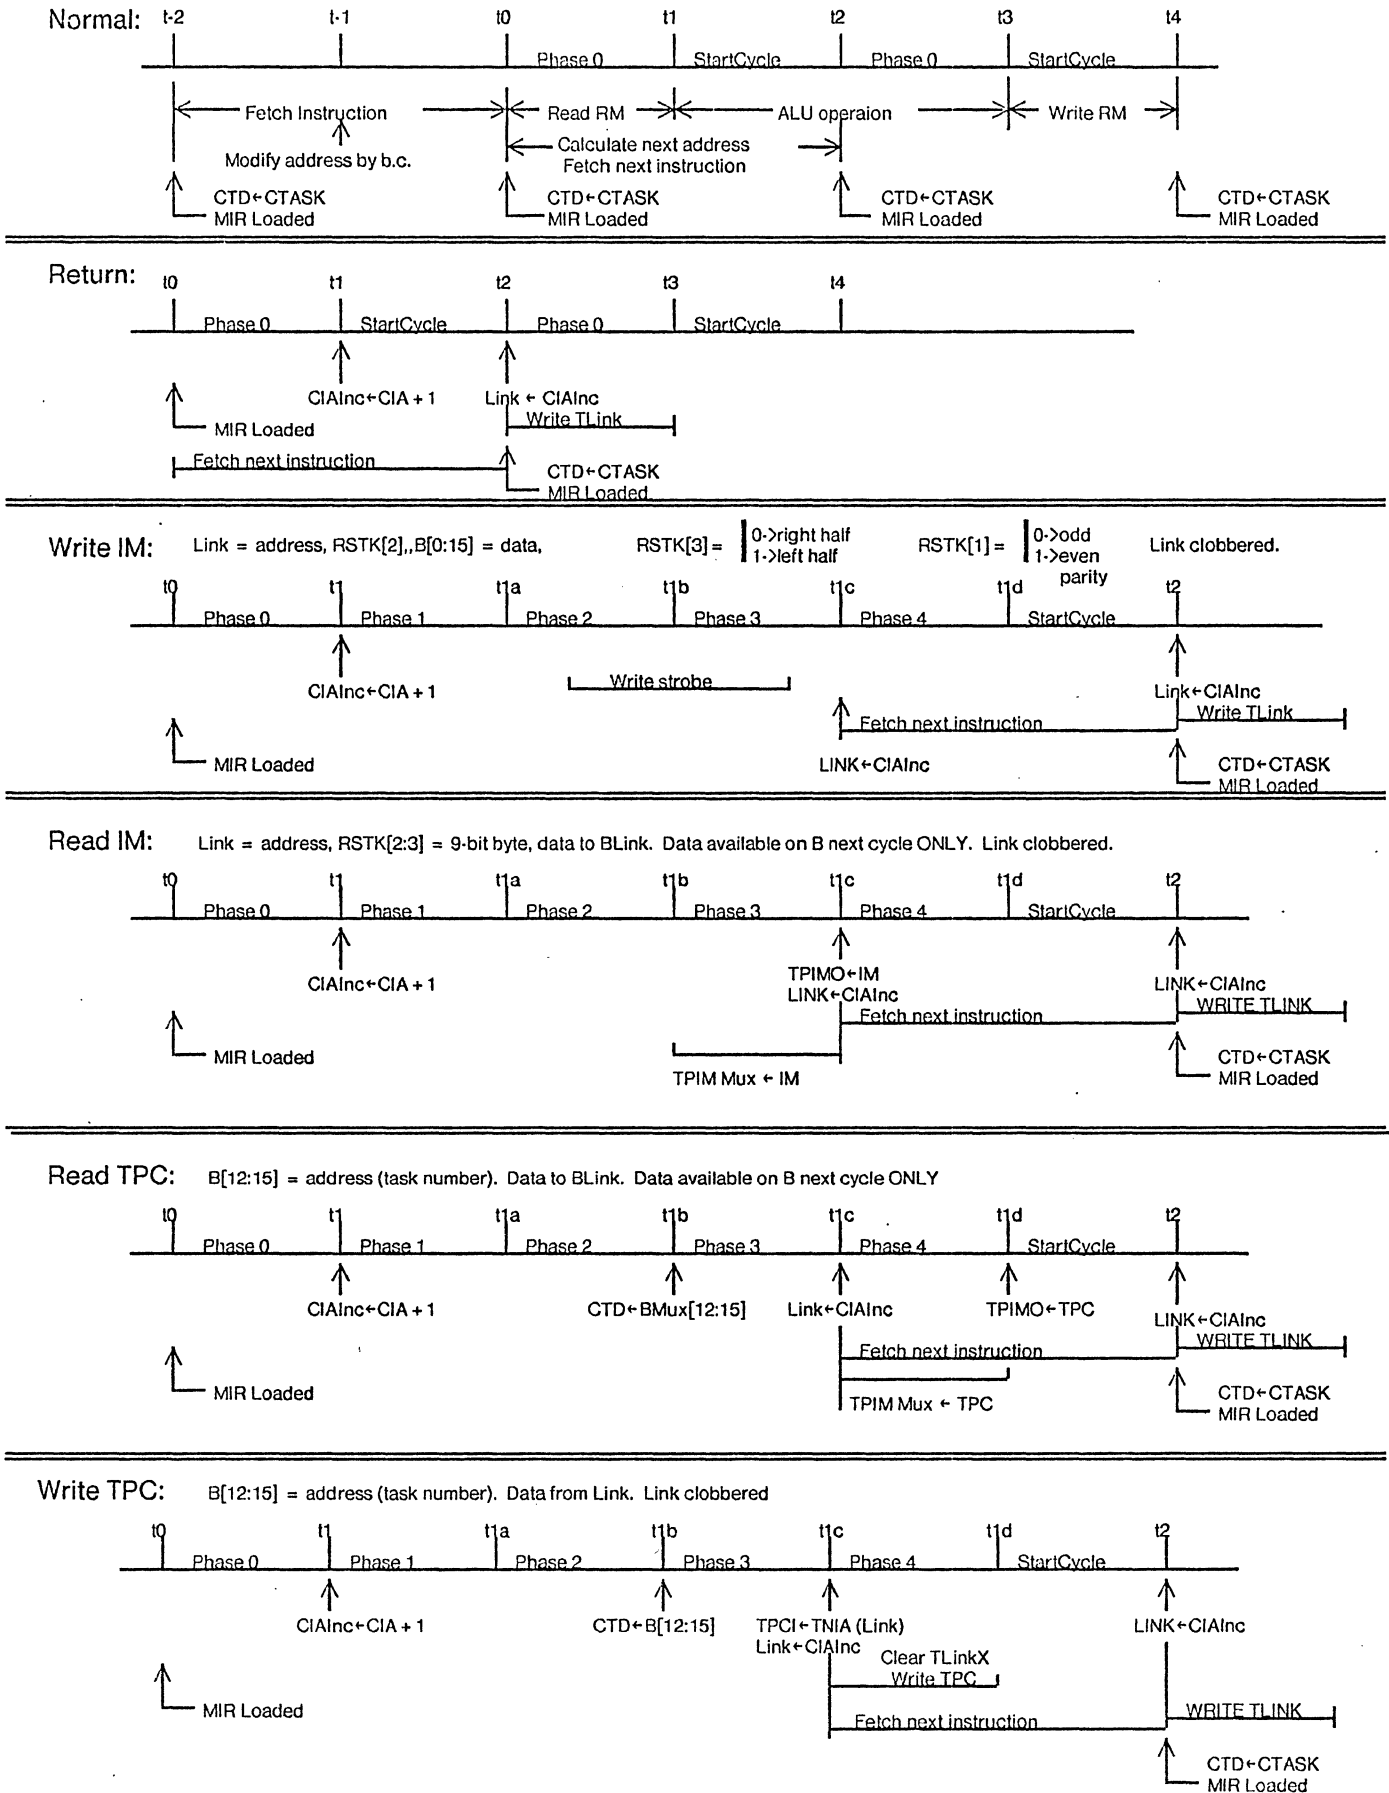 Normal: t-2 t-1 t0 t1 t2 t3 t4
Phase 0 StartCycle Phase 0 StartCycle
Fetch Instruction Read RM ALU operaion Write RM
Modify address by b.c.
Calculate next address
Fetch next instruction
CTD←CTASK CTD←CTASK CTD←CTASK CTD←CTASK
MIR Loaded MIR Loaded MIR Loaded MIR Loaded
Return: t0 t1 t2 t3 t4
Phase 0 StartCycle Phase 0 StartCycle
CIAInc←CIA + 1 Link ← CIAInc
Write TLink
MIR Loaded
Fetch next instruction
CTD←CTASK
MIR Loaded
Write IM: Link = address, RSTK[2],,B[0:15] = data, RSTK[3] = 0->right half RSTK[1] = 0->odd Link clobbered.
1->left half 1->even
parity
t0 t1 t1a t1b t1c t1d t2
Phase 0 Phase 1 Phase 2 Phase 3 Phase 4 StartCycle
Write strobe
CIAInc←CIA + 1 Link←CIAInc
Write TLink
Fetch next instruction
MIR Loaded LINK←CIAInc CTD←CTASK
MIR Loaded
Read IM: Link = address, RSTK[2:3] = 9-bit byte, data to BLink. Data available on B next cycle ONLY. Link clobbered.
t0 t1 t1a t1b t1c t1d t2
Phase 0 Phase 1 Phase 2 Phase 3 Phase 4 StartCycle
TPIMO←IM
CIAInc←CIA + 1 LINK←CIAInc LINK←CIAInc
WRITE TLINK
Fetch next instruction
MIR Loaded CTD←CTASK
TPIM Mux ← IM MIR Loaded
Read TPC: B[12:15] = address (task number). Data to BLink. Data available on B next cycle ONLY
t0 t1 t1a t1b t1c t1d t2
Phase 0 Phase 1 Phase 2 Phase 3 Phase 4 StartCycle
CIAInc←CIA + 1 CTD←BMux[12:15] Link←CIAInc TPIMO←TPC LINK←CIAInc
WRITE TLINK
Fetch next instruction
MIR Loaded CTD←CTASK
TPIM Mux ← TPC MIR Loaded
Write TPC: B[12:15] = address (task number). Data from Link. Link clobbered
t0 t1 t1a t1b t1c t1d t2
Phase 0 Phase 1 Phase 2 Phase 3 Phase 4 StartCycle
CIAInc←CIA + 1 CTD←B[12:15] TPCI←TNIA (Link) LINK←CIAInc
Link←CIAInc
Clear TLinkX
Write TPC
MIR Loaded WRITE TLINK
Fetch next instruction
CTD←CTASK
MIR Loaded